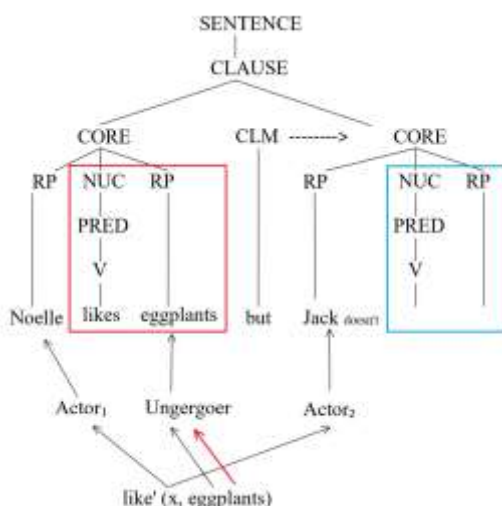 SENTENCE
CLAUSE
CORE CLM CORE
RP NUC RP RP NUC RP
PRED PRED
V V
Noelle likes eggplants but Jack doesn't
Actor₁ Ungergoer Actor₂
like' (x, eggplants)